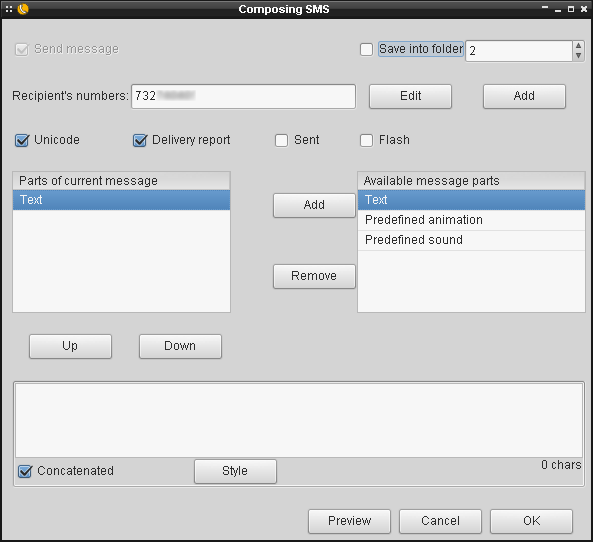 Composing SMS
Send message
Save into folder 2
Recipient's numbers: 732
Edit
Add
Unicode
Delivery report
Sent
Flash
Parts of current message
Available message parts
Text
Text
Add
Predefined animation
Predefined sound
Remove
Up
Down
Concatenated
Style
0 chars
Preview
Cancel
OK